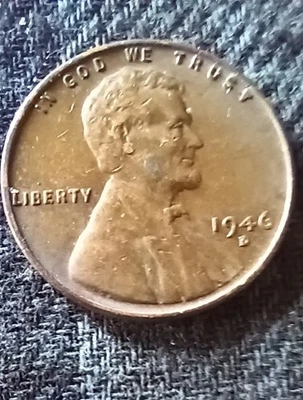 IN GOD WE TRUST
LIBERTY
1946
D